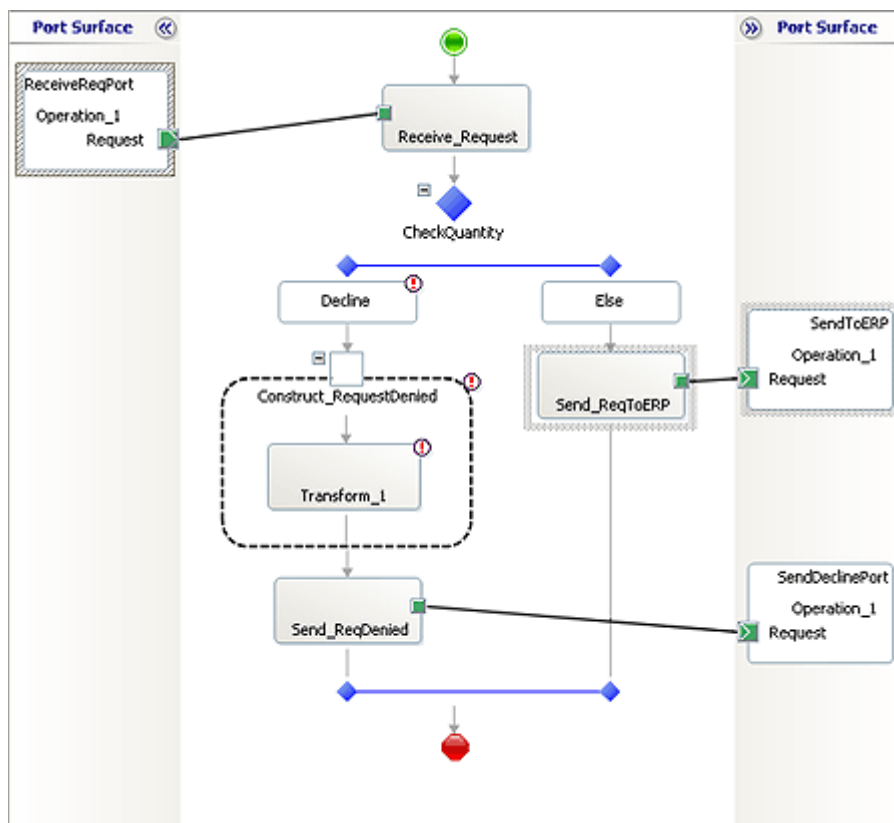 Port Surface
Port Surface
ReceiveReqPort
Operation_1
Request
Receive_Request
CheckQuantity
Decline
Else
SendToERP
Operation_1
Request
Construct_RequestDenied
Send_ReqToERP
Transform_1
SendDeclinePort
Operation_1
Request
Send_ReqDenied